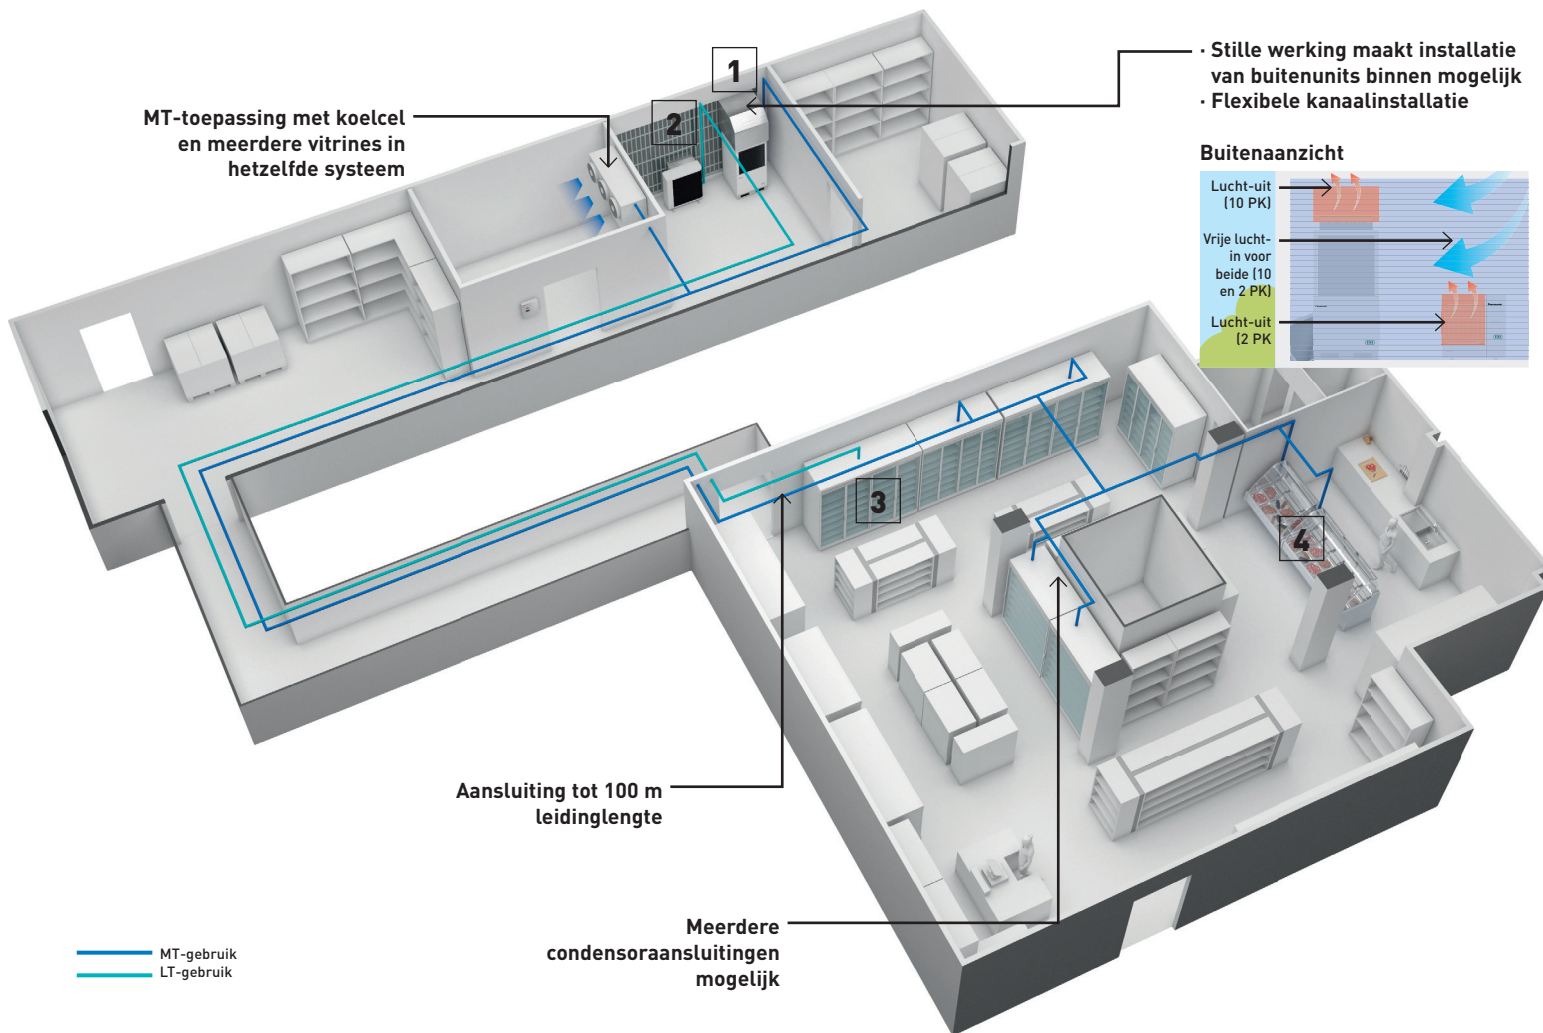 1
· Stille werking maakt installatie
van buitenunits binnen mogelijk
· Flexibele kanaalinstallatie
MT-toepassing met koelcel
en meerdere vitrines in
hetzelfde systeem
2
Buitenaanzicht
Lucht-uit
(10 PK)
Vrije lucht-
in voor
beide (10
en 2 PK)
Lucht-uit
(2 PK
3
4
Aansluiting tot 100 m
leidinglengte
Meerdere
condensoraansluitingen
mogelijk
MT-gebruik
LT-gebruik